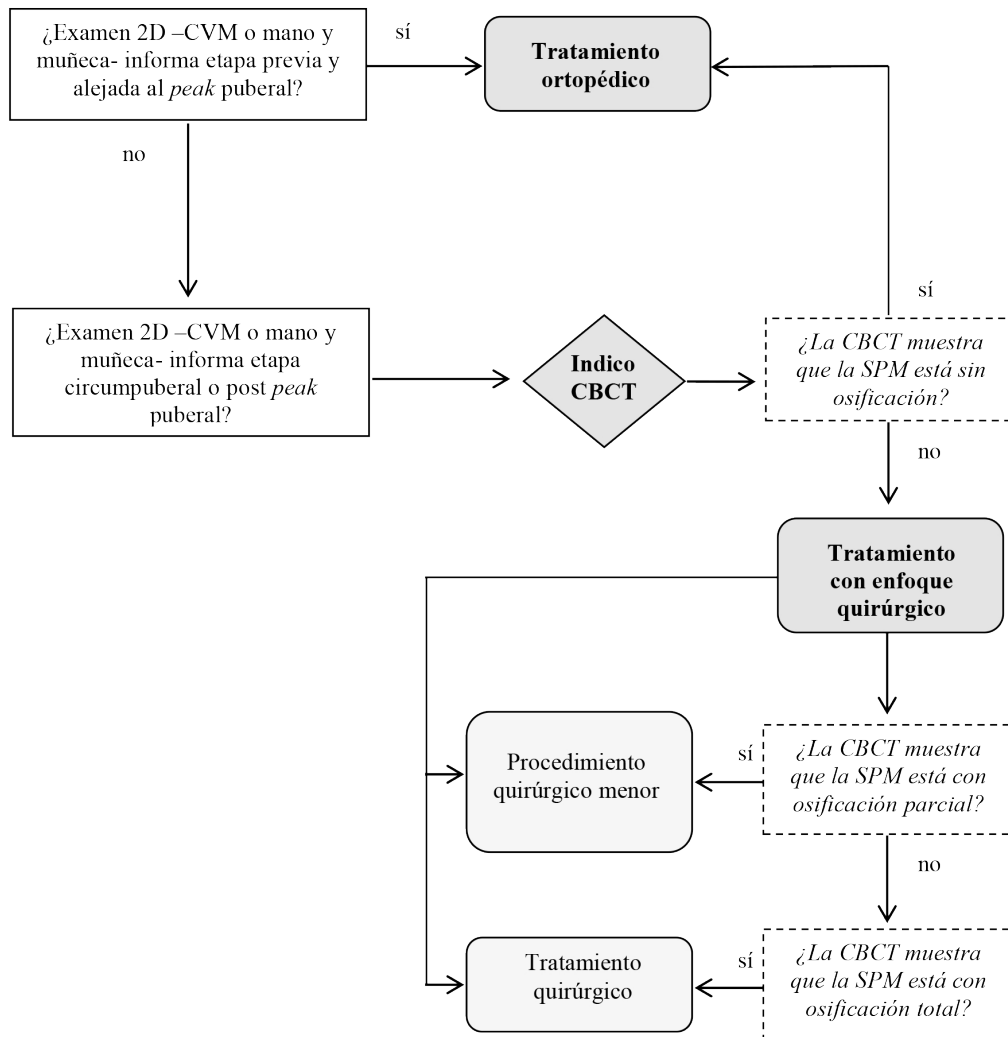 ¿Examen 2D –CVM o mano y
muñeca- informa etapa previa y
alejada al peak puberal?
sí
Tratamiento
ortopédico
no
sí
¿Examen 2D –CVM o mano y
muñeca- informa etapa
circumpuberal o post peak
puberal?
Indico
CBCT
¿La CBCT muestra
que la SPM está sin
osificación?
no
Tratamiento
con enfoque
quirúrgico
Procedimiento
quirúrgico menor
sí
¿La CBCT muestra
que la SPM está con
osificación parcial?
no
Tratamiento
quirúrgico
sí
¿La CBCT muestra
que la SPM está con
osificación total?